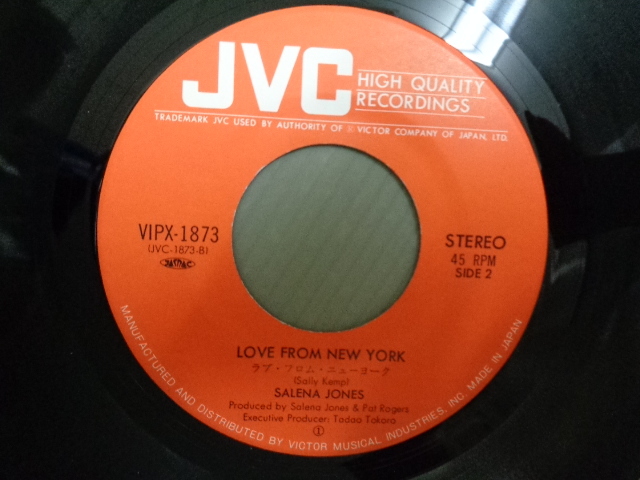 JVC
HIGH QUALITY
RECORDINGS
TRADEMARK JVC USED BY AUTHORITY OF VICTOR COMPANY OF JAPAN, LTD.
VIPX-1873
(JVC-1873-B)
JASRAC
STEREO
45 RPM
SIDE 2
LOVE FROM NEW YORK
ラブ・フロム・ニューヨーク
(Sally Kemp)
SALENA JONES
Produced by Salena Jones & Pat Rogers
Executive Producer: Tadao Tokoro
①
MANUFACTURED AND DISTRIBUTED BY VICTOR MUSICAL INDUSTRIES, INC. MADE IN JAPAN